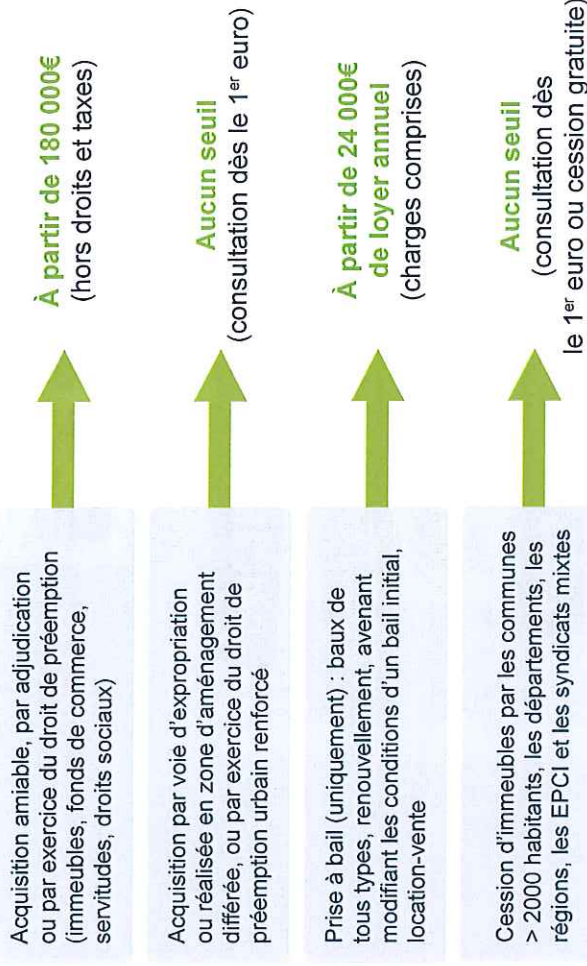 Acquisition amiable, par adjudication
ou par exercice du droit de préemption
(immeubles, fonds de commerce,
servitudes, droits sociaux)
À partir de 180 000€
(hors droits et taxes)
Acquisition par voie d'expropriation
ou réalisée en zone d'aménagement
différée, ou par exercice du droit de
préemption urbain renforcé
Aucun seuil
(consultation dès le 1er euro)
Prise à bail (uniquement) : baux de
tous types, renouvellement, avenant
modifiant les conditions d'un bail initial,
location-vente
À partir de 24 000€
de loyer annuel
(charges comprises)
Cession d'immeubles par les communes
> 2000 habitants, les départements, les
régions, les EPCI et les syndicats mixtes
Aucun seuil
(consultation dès
le 1er euro ou cession gratuite)